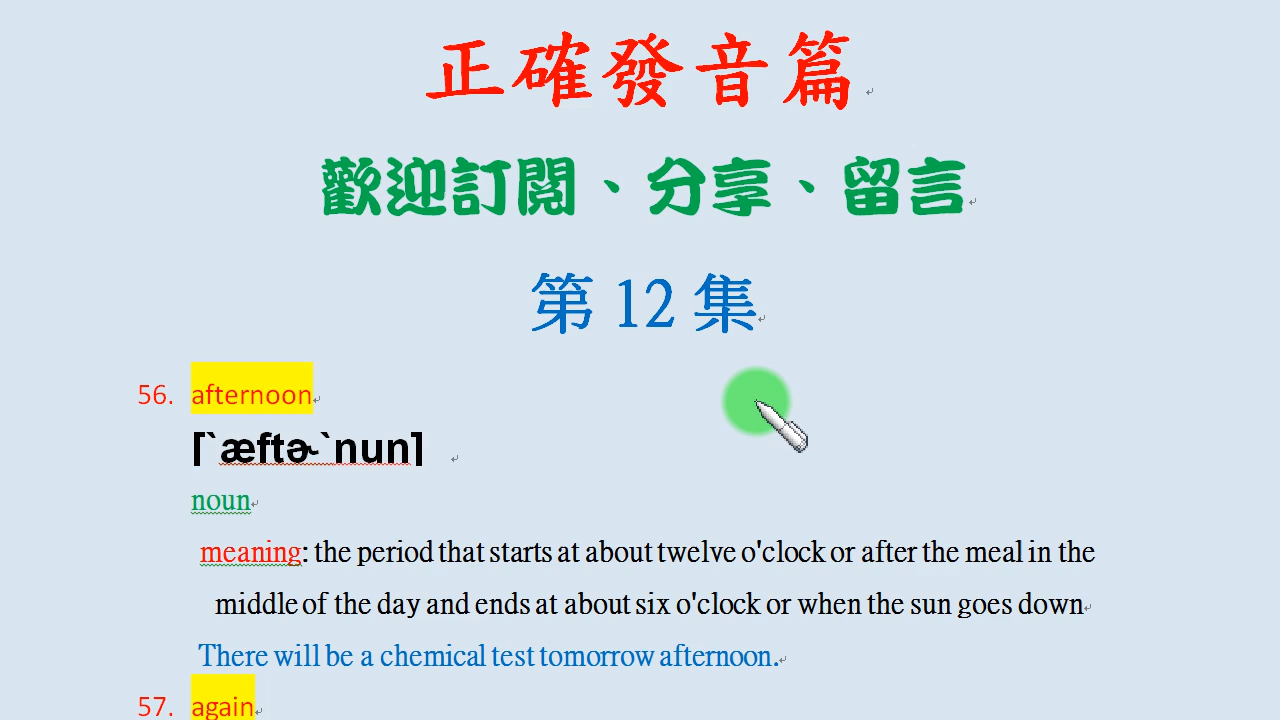 正確發音篇
歡迎訂閱、分享、留言
第 12 集
56. afternoon
[ˋæftɚˋnun]
noun
meaning: the period that starts at about twelve o'clock or after the meal in the
middle of the day and ends at about six o'clock or when the sun goes down
There will be a chemical test tomorrow afternoon.
57. again